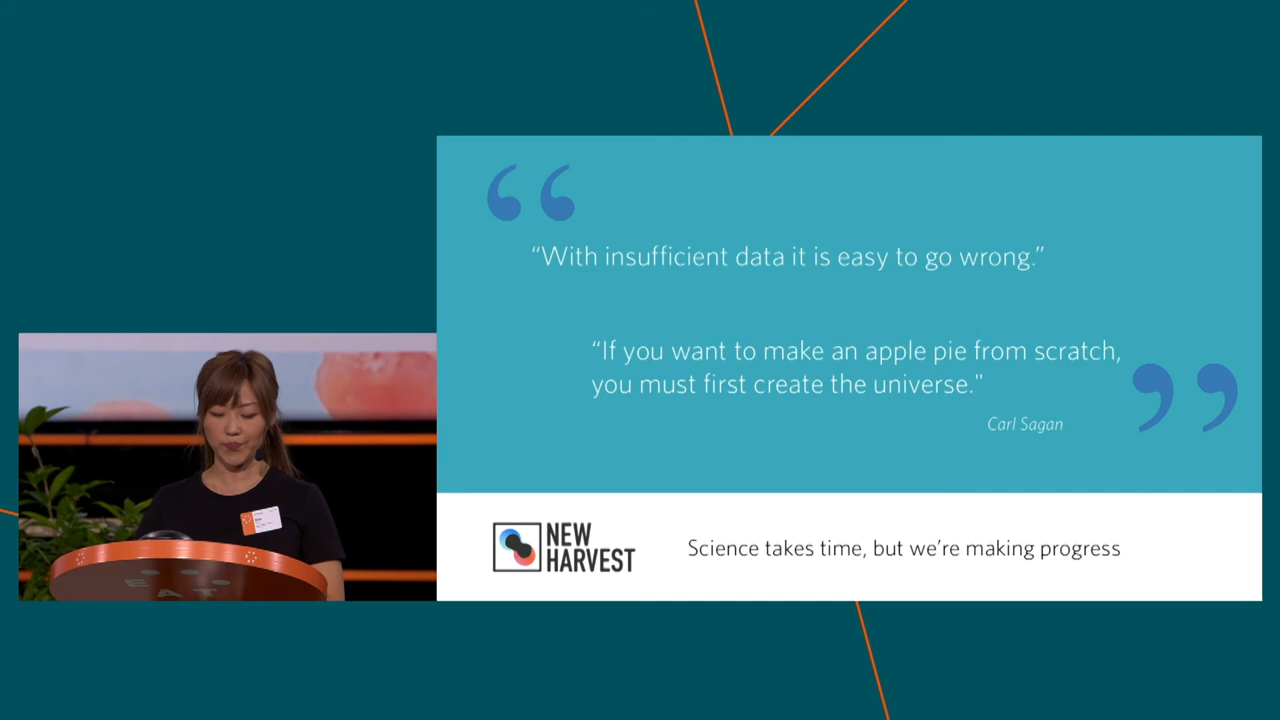 “With insufficient data it is easy to go wrong.”
“If you want to make an apple pie from scratch,
you must first create the universe."
Carl Sagan
NEW
HARVEST
Science takes time, but we’re making progress
EAT